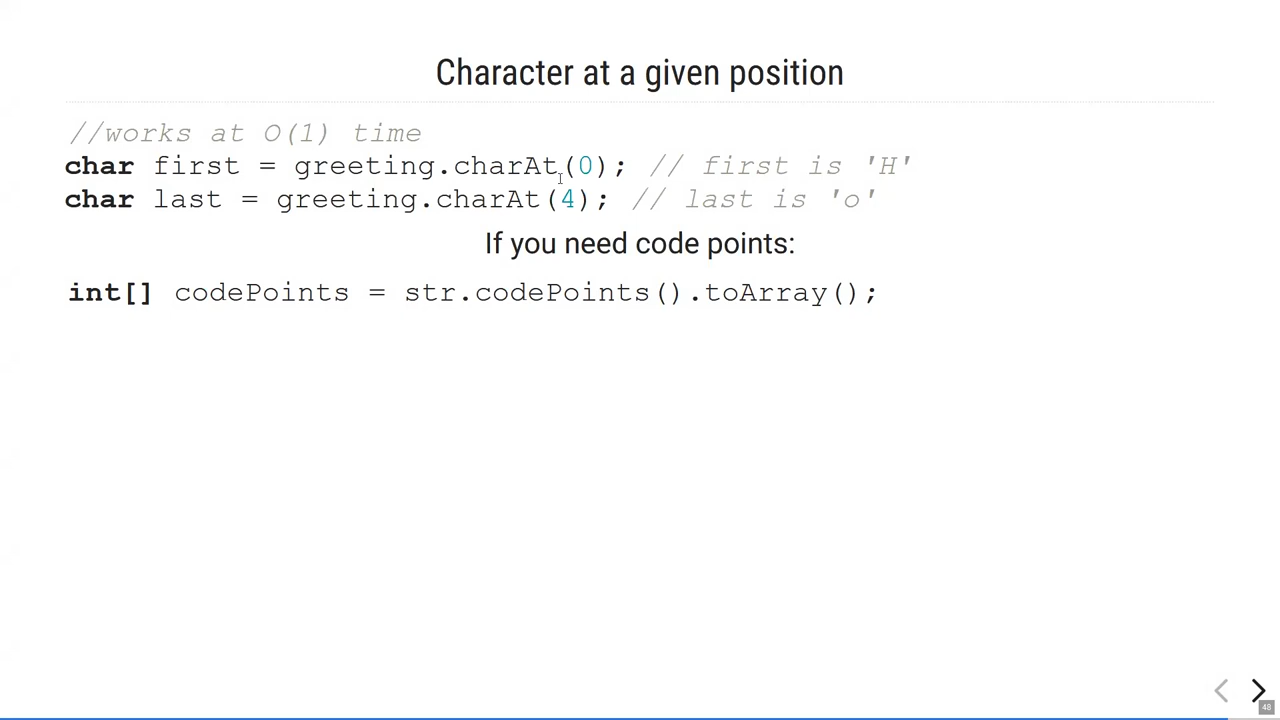 Character at a given position
//works at O(1) time
char first = greeting.charAt(0); // first is 'H'
char last = greeting.charAt(4); // last is 'o'
If you need code points:
int[] codePoints = str.codePoints().toArray();
48